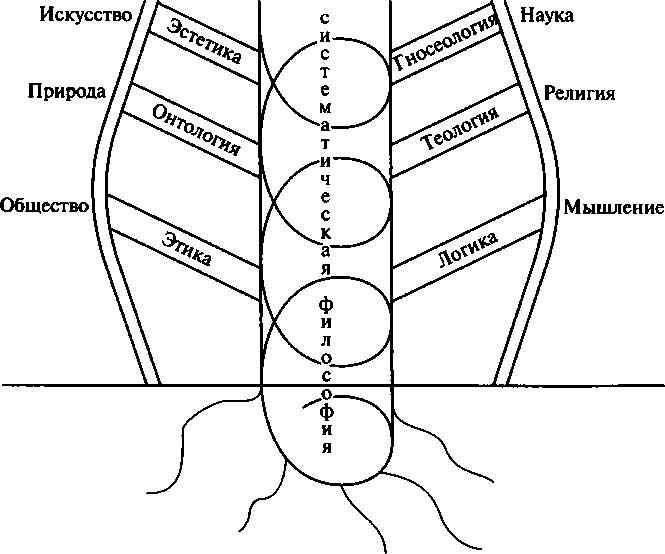 Искусство
Эстетика
Природа
Онтология
Общество
Этика
систематическая философия
Гносеология
Наука
Теология
Религия
Логика
Мышление